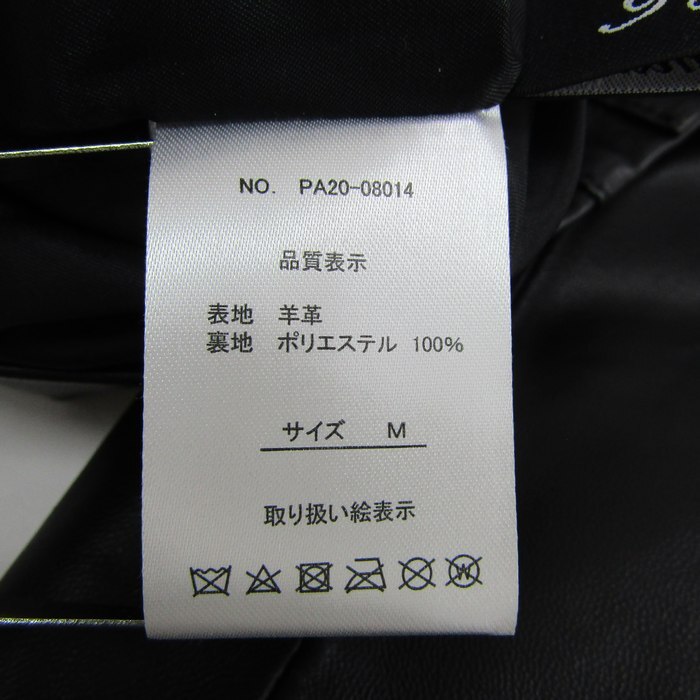 NO. PA20-08014
品質表示
表地 羊革
裏地 ポリエステル 100%
サイズ M
取り扱い絵表示
W